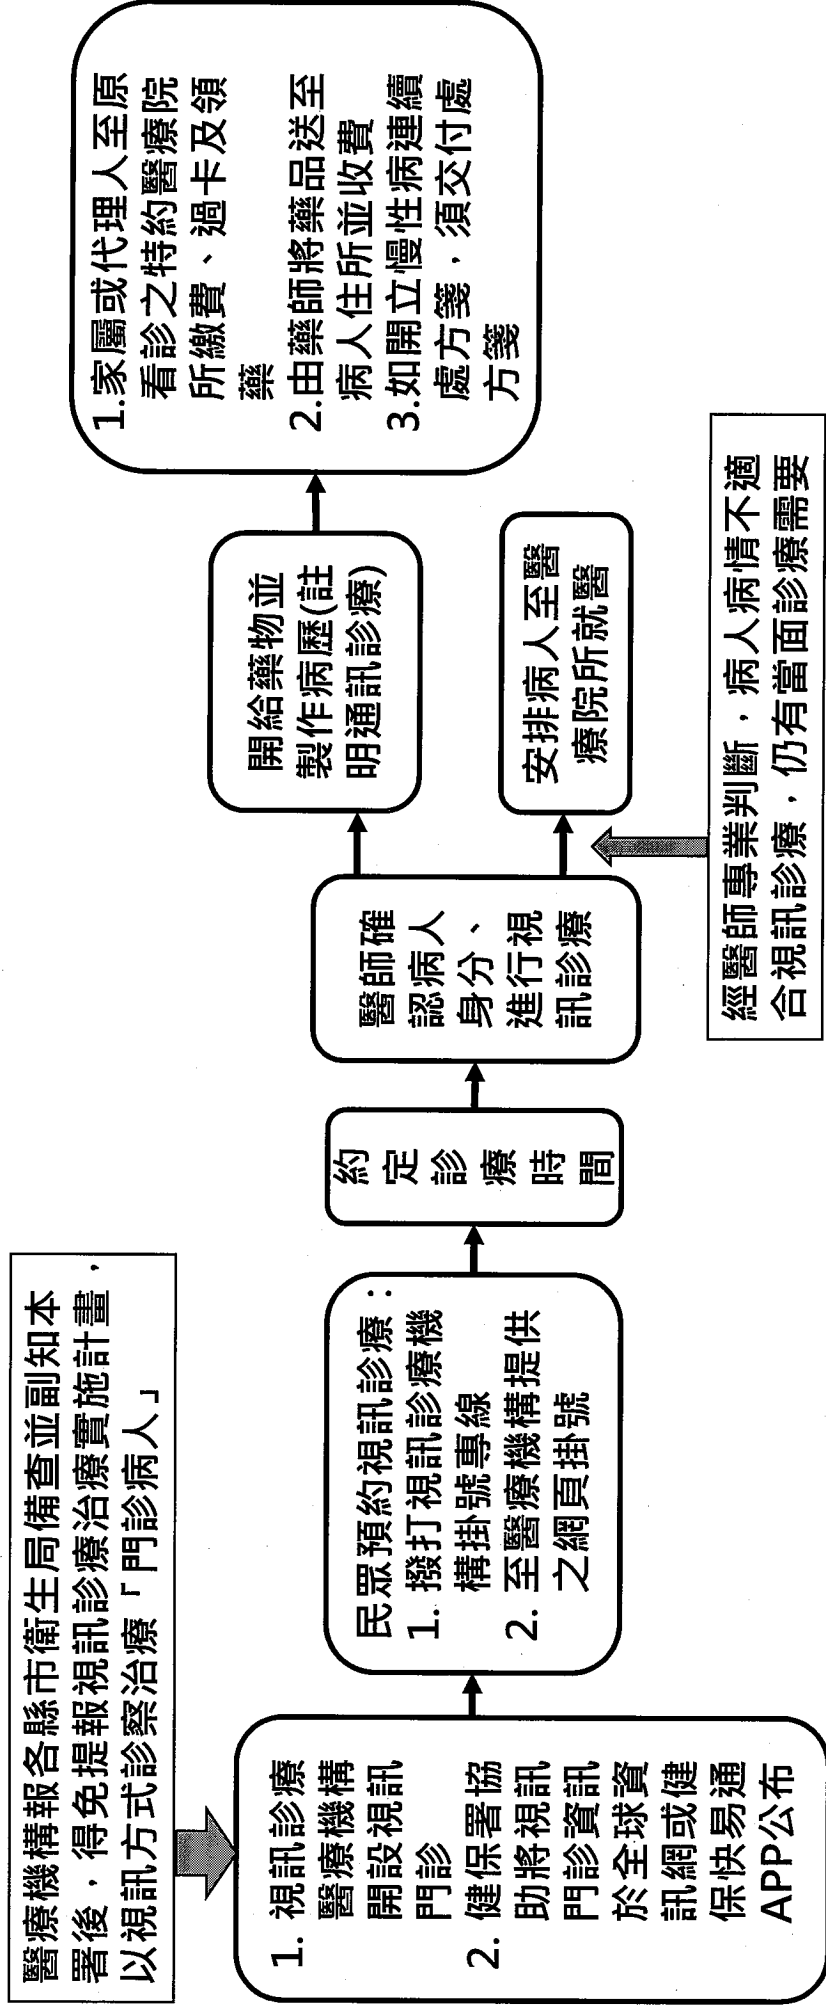 醫療機構報各縣市衛生局備查並副知本
署後，得免提報視訊診療治療實施計畫，
以視訊方式診察治療「門診病人」
1. 視訊診療
醫療機構
開設視訊
門診
2. 健保署協
助將視訊
門診資訊
於全球資
訊網或健
保快易通
APP公布
民眾預約視訊診療：
1. 撥打視訊診療機
構掛號專線
2. 至醫療機構提供
之網頁掛號
約
定
診
療
時
間
醫師確
認病人
身分、
進行視
訊診療
開給藥物並
製作病歷(註
明通訊診療)
安排病人至醫
療院所就醫
經醫師專業判斷，病人病情不適
合視訊診療，仍有當面診療需要
1.家屬或代理人至原
看診之特約醫療院
所繳費、過卡及領
藥
2.由藥師將藥品送至
病人住所並收費
3.如開立慢性病連續
處方箋，須交付處
方箋